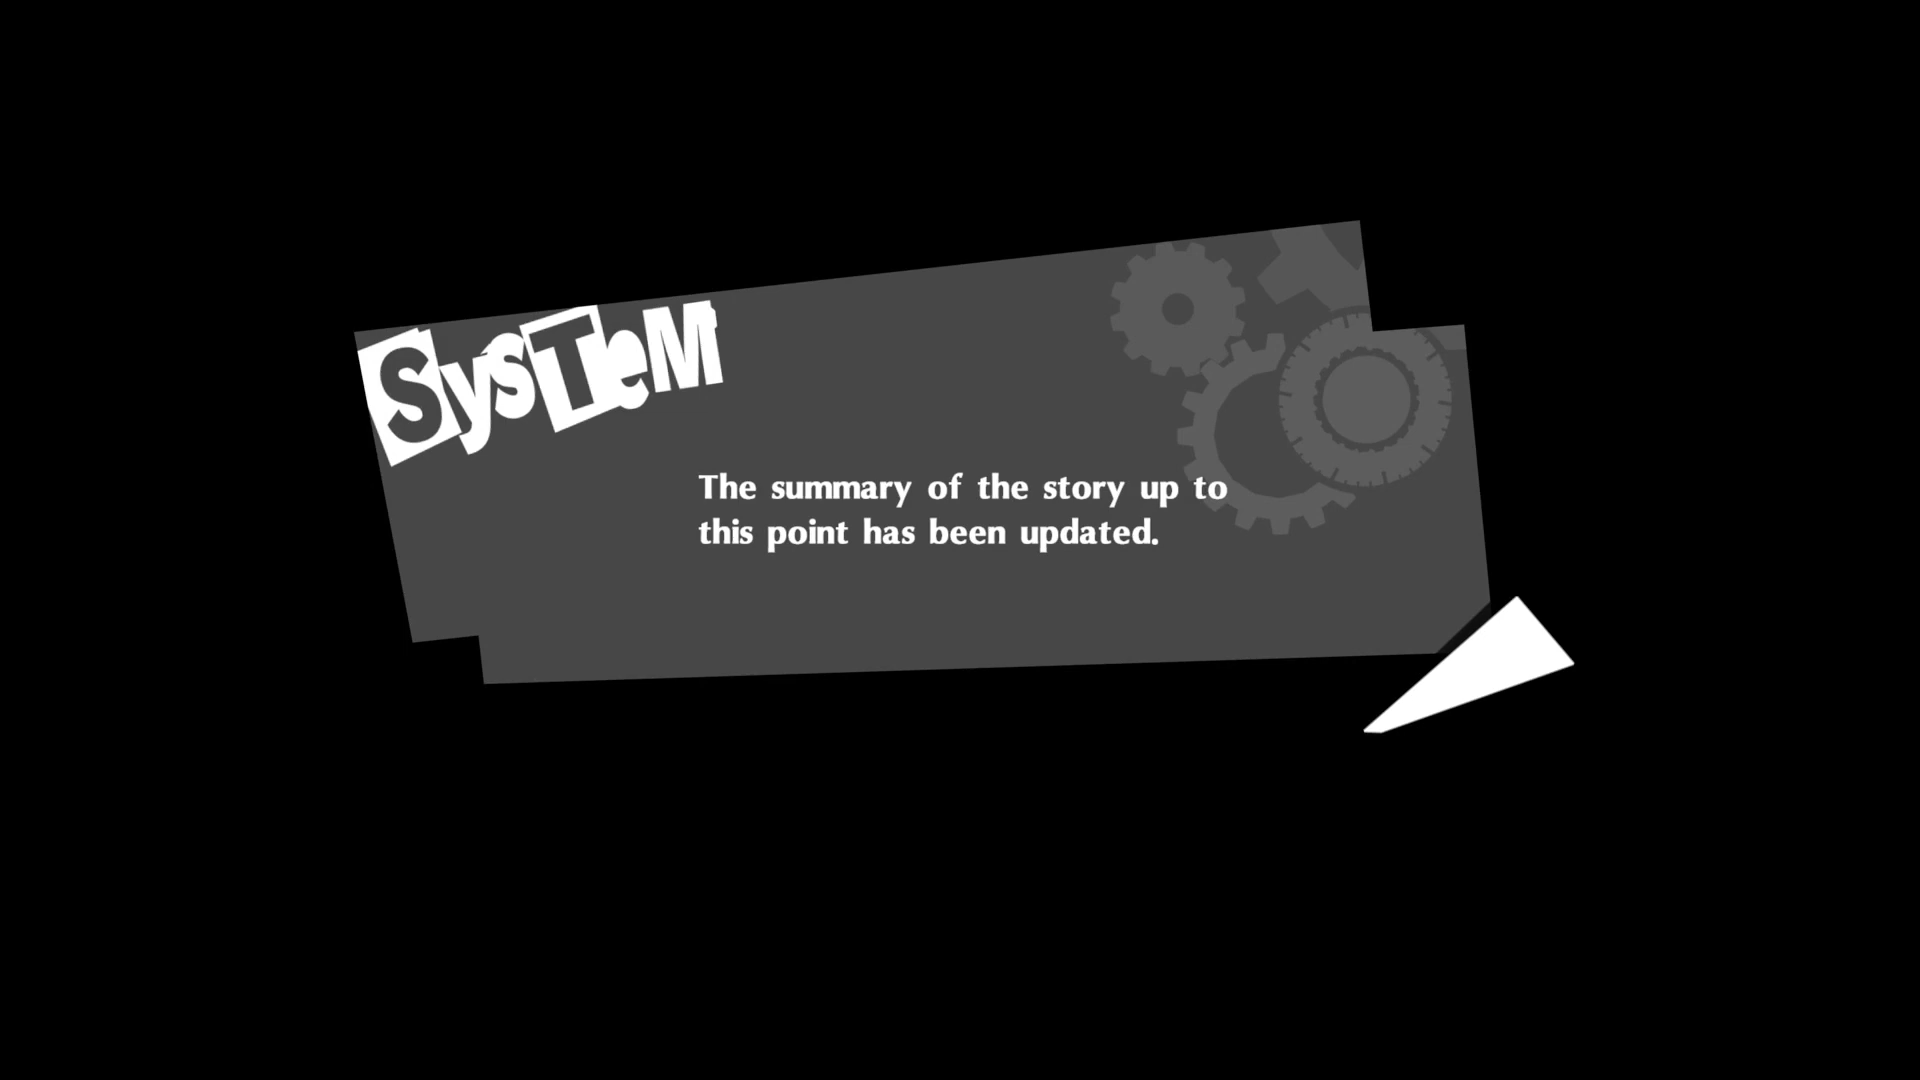 SysTeM
The summary of the story up to
this point has been updated.